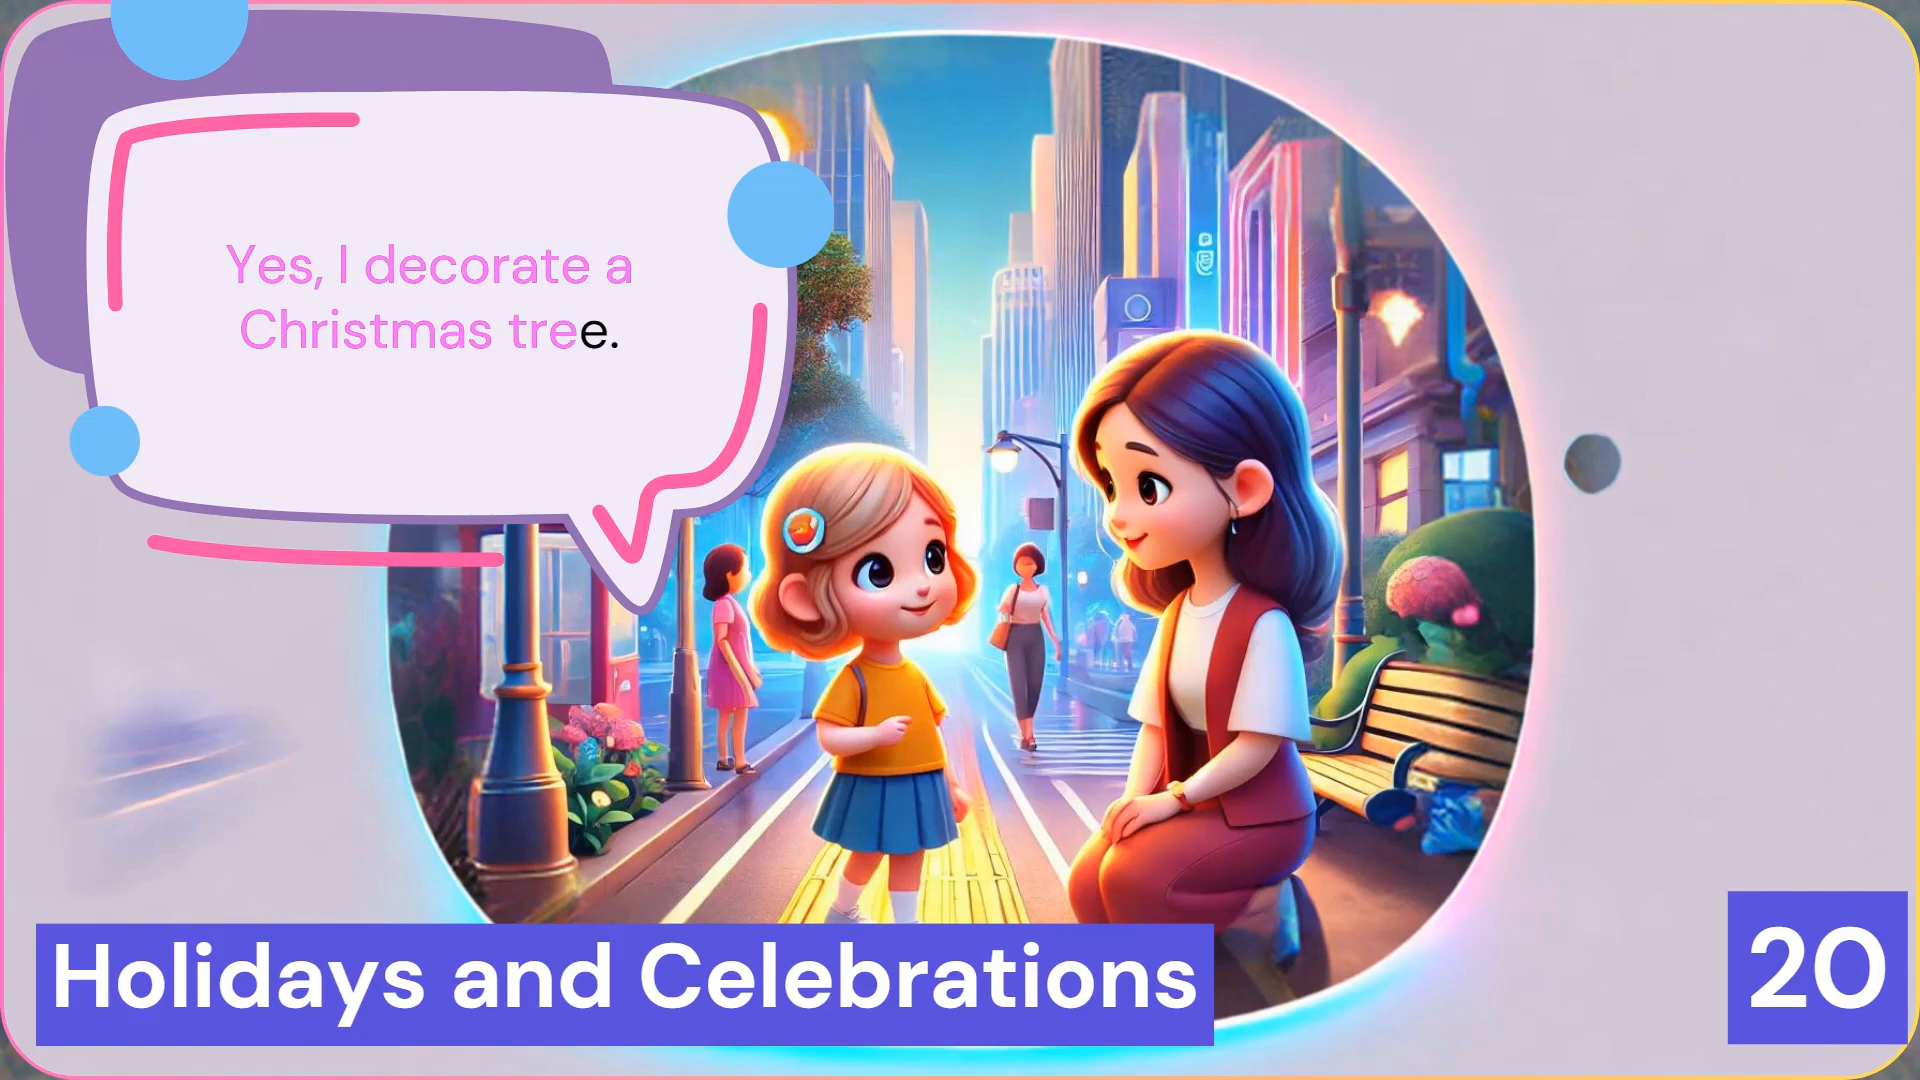 Yes, I decorate a
Christmas tree.
Holidays and Celebrations
20